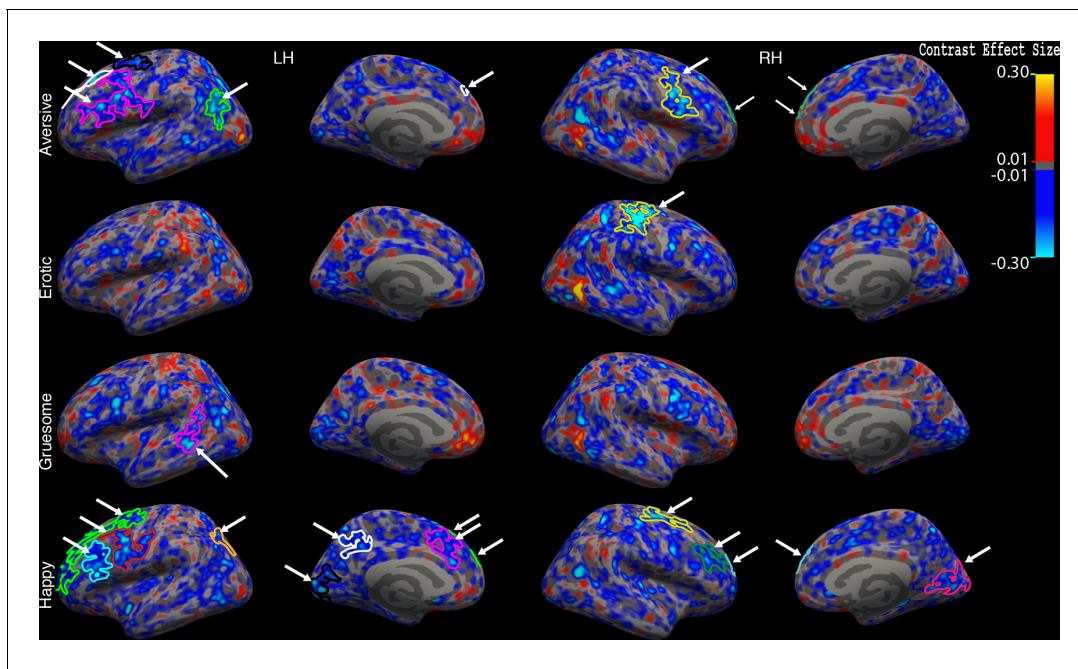 LH
RH
Contrast Effect Size
0.30
0.01
-0.01
-0.30
Aversive
Erotic
Gruesome
Happy